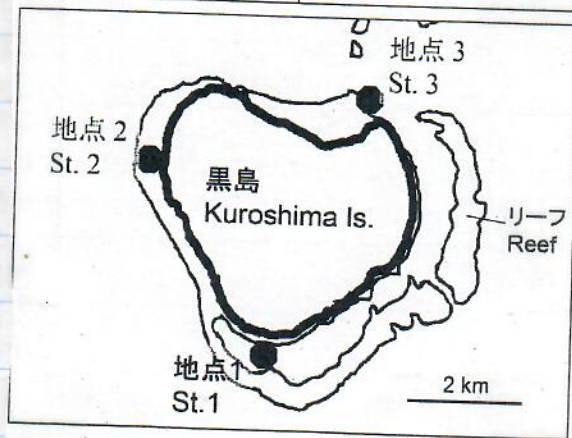 地点 3
St. 3
地点 2
St. 2
黒島
Kuroshima Is.
リーフ
Reef
地点1
St.1
2 km